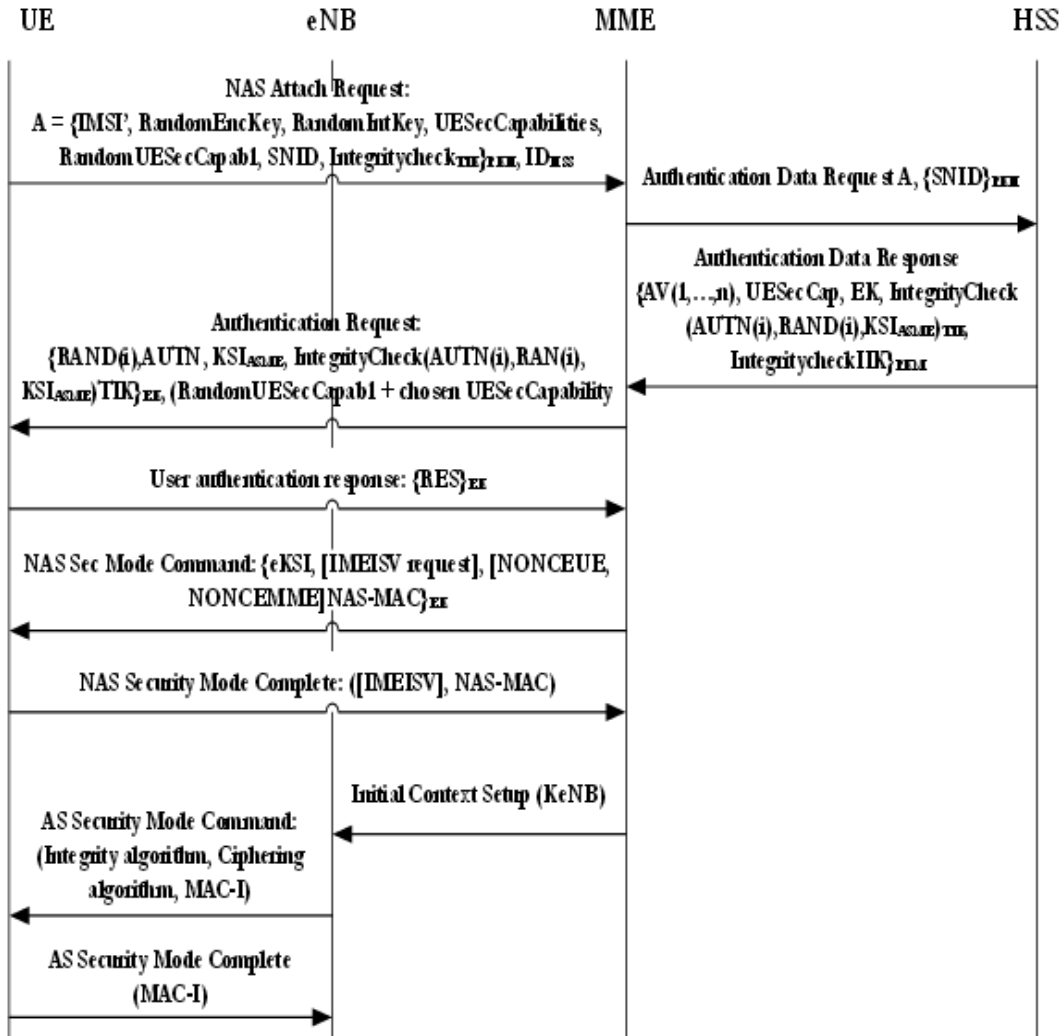 UE eNB MME HSS
NAS Attach Request:
A = {IMSI', RandomEncKey, RandomIntKey, UESecCapabilities,
RandomUESecCapab1, SNID, Integritycheck
Authentication Data Request A, {SNID}
Authentication Data Response
{AV(1,...,n), UESecCap, EK, IntegrityCheck
(AUTN(i),RAND(i),KSI
IntegritycheckIIK}
Authentication Request:
{RAND(i),AUTN, KSI IntegrityCheck(AUTN(i),RAN(i),
KSI )TIK} (RandomUESecCapab1 + chosen UESecCapability
User authentication response: {RES}
NAS Sec Mode Command: {eKSI, [IMEISV request], [NONCEUE,
NONCEMME]NAS-MAC}
NAS Security Mode Complete: ([IMEISV], NAS-MAC)
Initial Context Setup (KeNB)
AS Security Mode Command:
(Integrity algorithm, Ciphering
algorithm, MAC-I)
AS Security Mode Complete
(MAC-I)